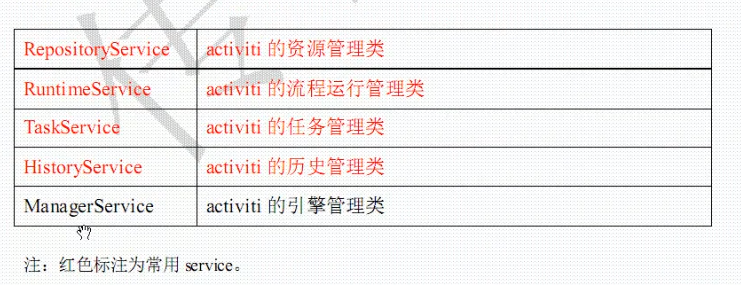 RepositoryService activiti 的资源管理类
RuntimeService activiti 的流程运行管理类
TaskService activiti 的任务管理类
HistoryService activiti 的历史管理类
ManagerService activiti 的引擎管理类
注：红色标注为常用 service。